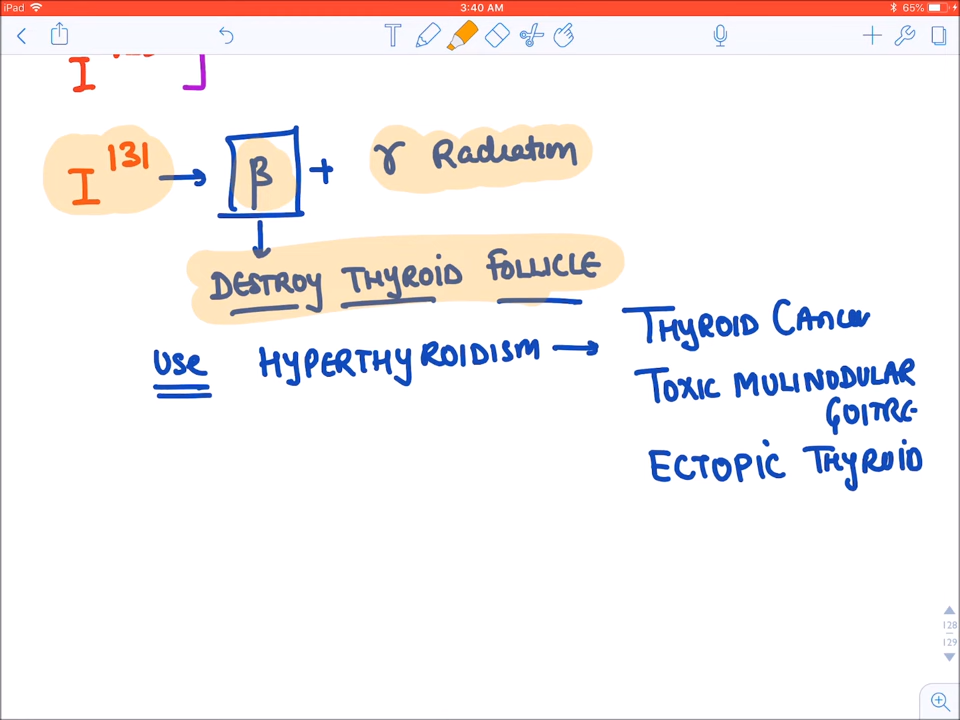 iPad 3:40 AM 65%
I
I 131 → β + γ Radiation
DESTROY THYROID FOLLICLE
USE HYPERTHYROIDISM → THYROID CANCER
TOXIC MULINODULAR
GOITRE
ECTOPIC THYROID
128
129